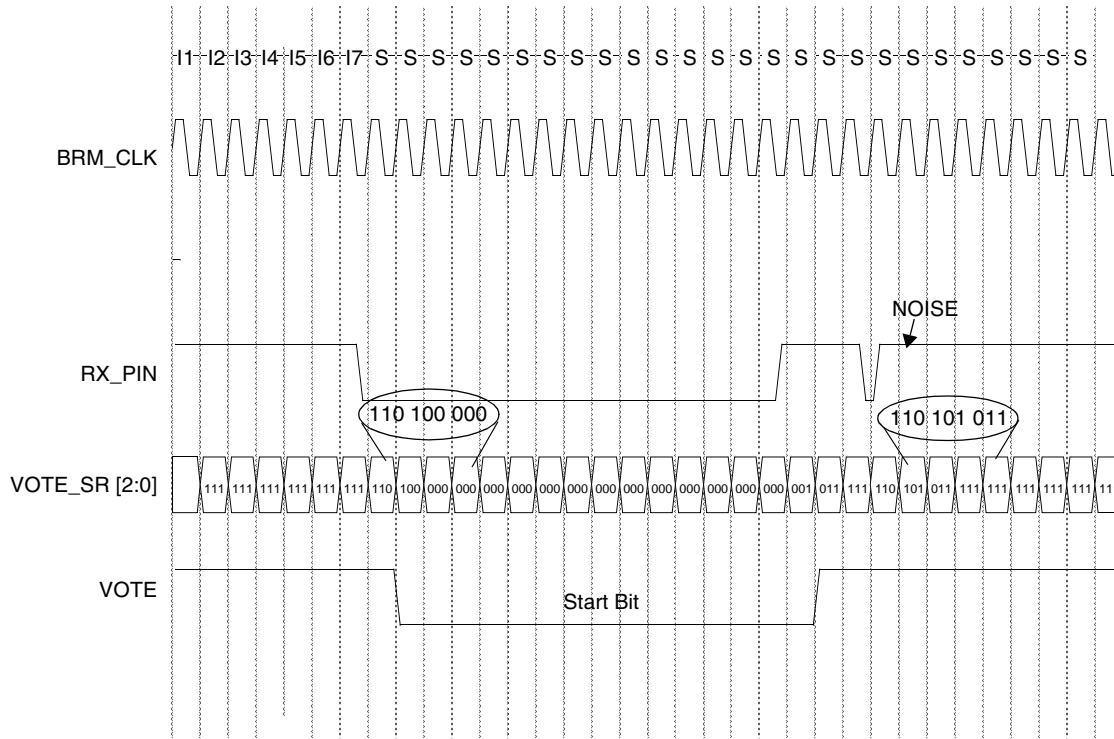 I1 I2 I3 I4 I5 I6 I7 S S S S S S S S S S S S S S S S S S S S S S S S S S
BRM_CLK
NOISE
RX_PIN
110 100 000
110 101 011
VOTE_SR [2:0]
111 111 111 111 111 111 110 100 000 000 000 000 000 000 000 000 000 000 000 000 000 001 011 111 110 101 011 111 111 111 111 111 11
VOTE
Start Bit